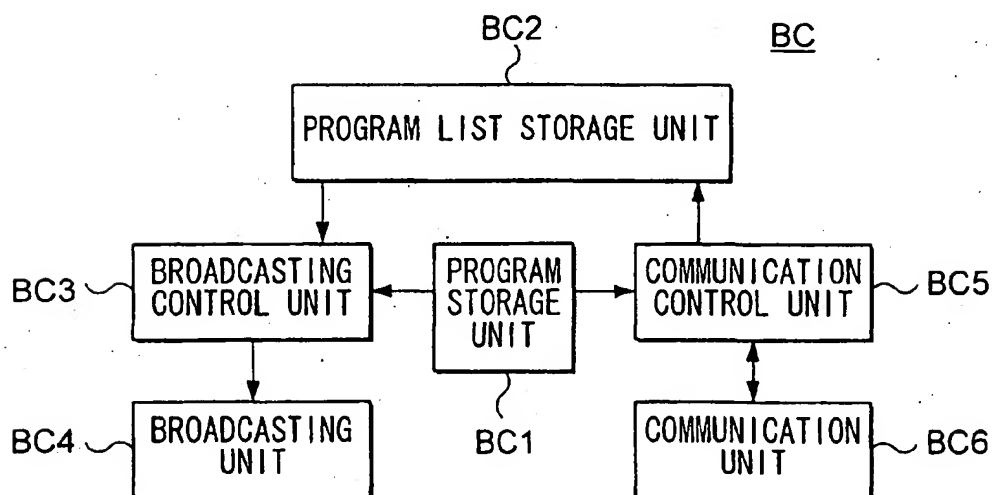 BC2
BC
PROGRAM LIST STORAGE UNIT
BC3
BROADCASTING
CONTROL UNIT
PROGRAM
STORAGE
UNIT
COMMUNICATION
CONTROL UNIT
BC5
BC4
BROADCASTING
UNIT
BC1
COMMUNICATION
UNIT
BC6